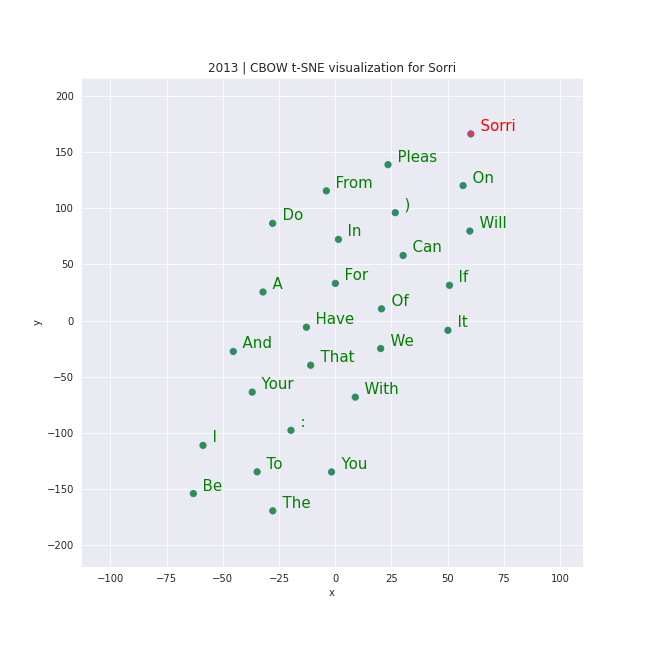 2013 | CBOW t-SNE visualization for Sorri
200
Sorri
150
Pleas
On
From
100
)
Do
Will
In
Can
50
For
If
A
Of
Have
It
0
We
And
That
Your
With
−50
:
−100
I
To
You
Be
−150
The
−200
y
−100
−75
−50
−25
0
25
50
75
100
x